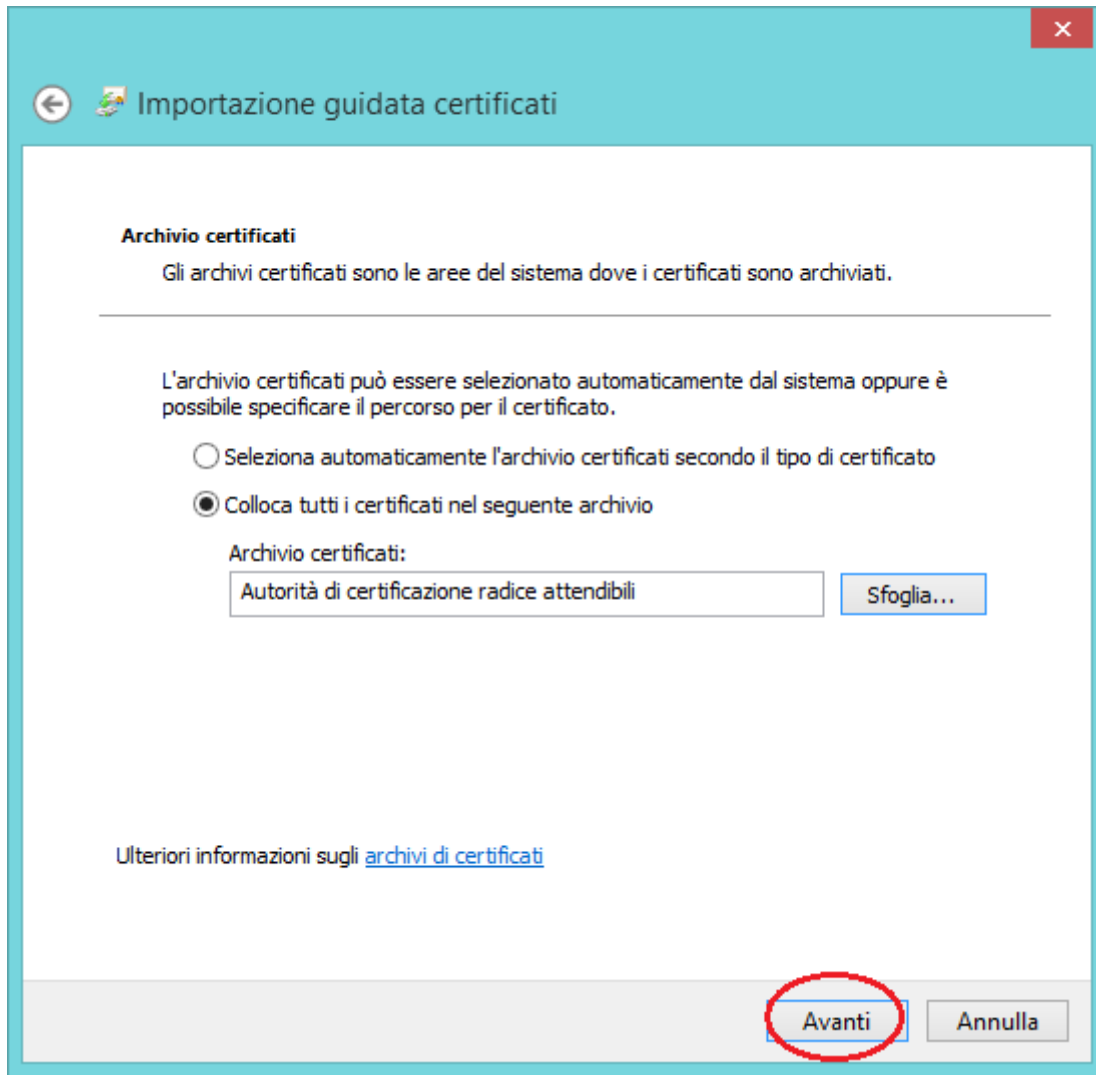 Importazione guidata certificati
Archivio certificati
Gli archivi certificati sono le aree del sistema dove i certificati sono archiviati.
L'archivio certificati può essere selezionato automaticamente dal sistema oppure è
possibile specificare il percorso per il certificato.
Seleziona automaticamente l'archivio certificati secondo il tipo di certificato
Colloca tutti i certificati nel seguente archivio
Archivio certificati:
Autorità di certificazione radice attendibili
Sfoglia...
Ulteriori informazioni sugli archivi di certificati
Avanti
Annulla